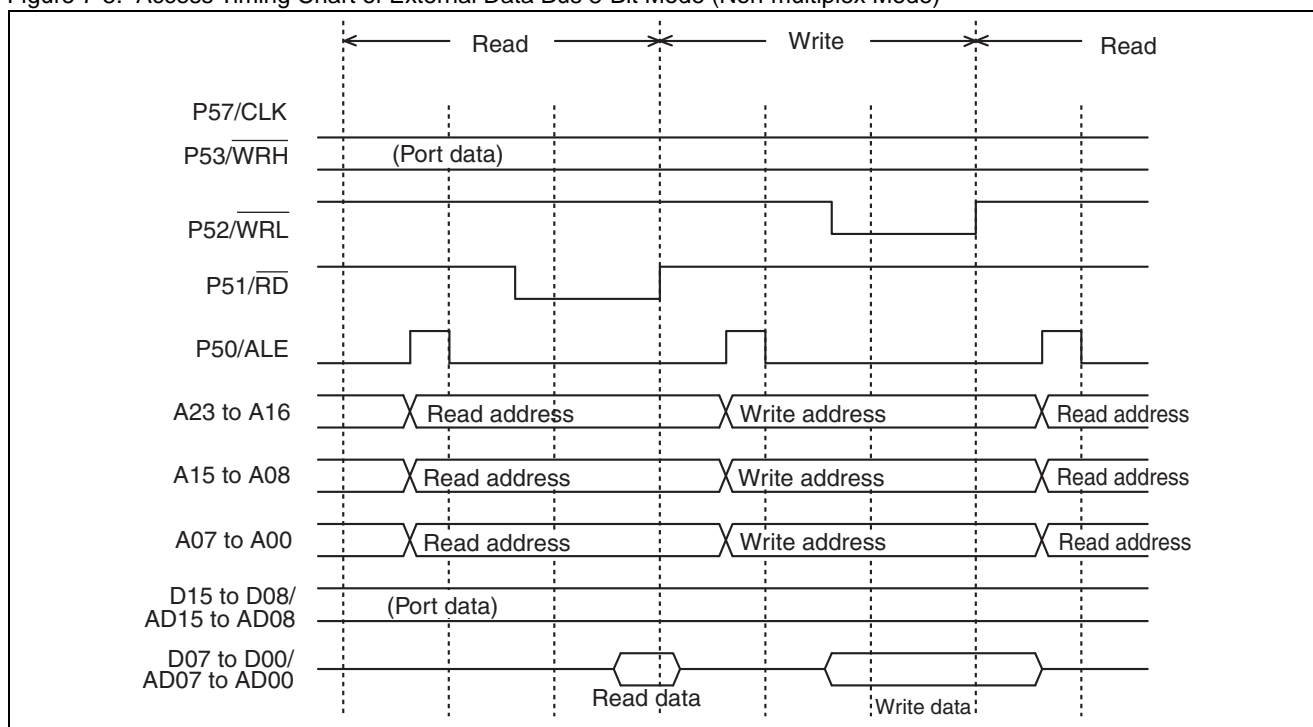 Figure 7-3. Access Timing Chart of External Data Bus 8-Bit Mode (Non-multiplex Mode)
Read Write Read
P57/CLK
P53/WRH (Port data)
P52/WRL
P51/RD
P50/ALE
A23 to A16 Read address Write address Read address
A15 to A08 Read address Write address Read address
A07 to A00 Read address Write address Read address
D15 to D08/
AD15 to AD08 (Port data)
D07 to D00/
AD07 to AD00
Read data Write data